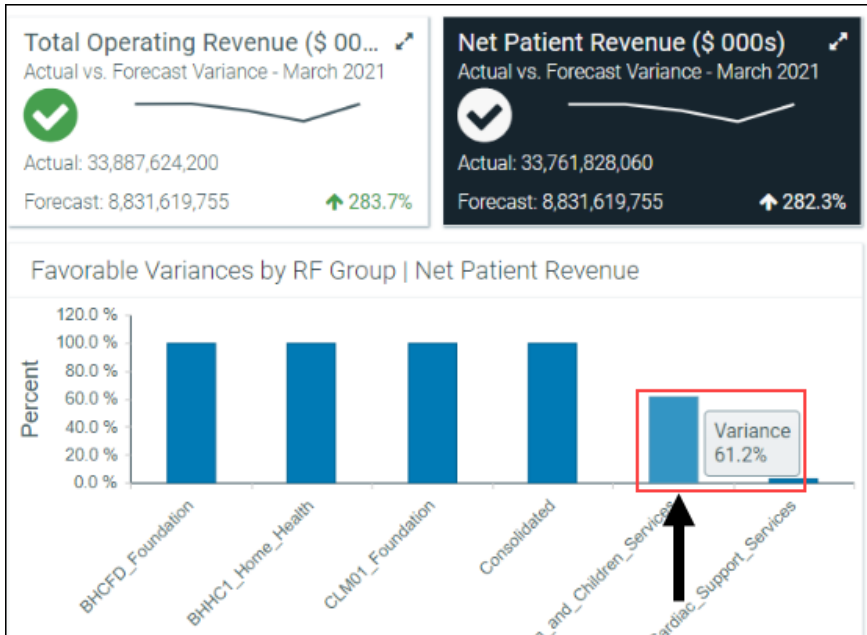 Total Operating Revenue ($ 00...
Actual vs. Forecast Variance - March 2021
Actual: 33,887,624,200
Forecast: 8,831,619,755
283.7%
Net Patient Revenue ($ 000s)
Actual vs. Forecast Variance - March 2021
Actual: 33,761,828,060
Forecast: 8,831,619,755
282.3%
Favorable Variances by RF Group | Net Patient Revenue
Percent
120.0 %
100.0 %
80.0 %
60.0 %
40.0 %
20.0 %
0.0 %
Variance
61.2%
BHCFD_Foundation
BHHC1_Home_Health
CLM01_Foundation
Consolidated
_and_Children_Services
Cardiac_Support_Services